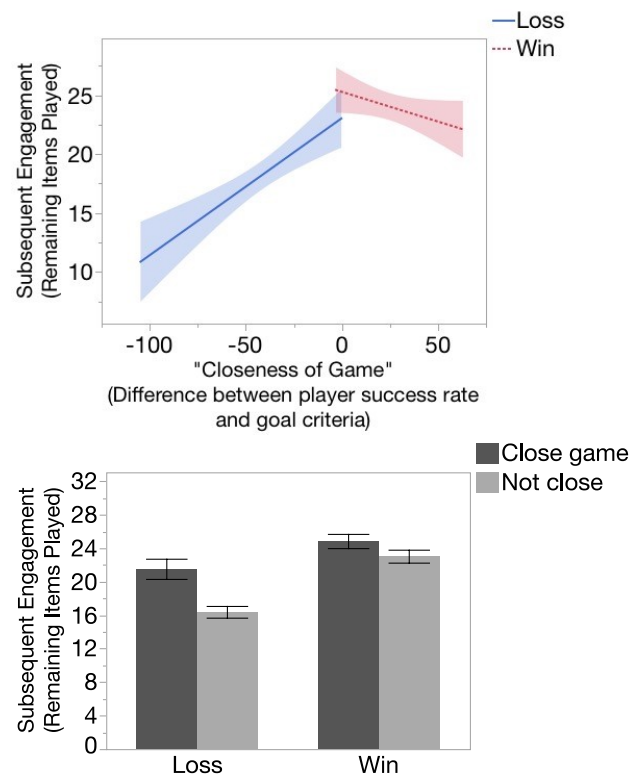 Loss
Win
Subsequent Engagement
(Remaining Items Played)
25
20
15
10
-100 -50 0 50
"Closeness of Game"
(Difference between player success rate
and goal criteria)
Close game
Not close
Subsequent Engagement
(Remaining Items Played)
32
28
24
20
16
12
8
4
0
Loss Win